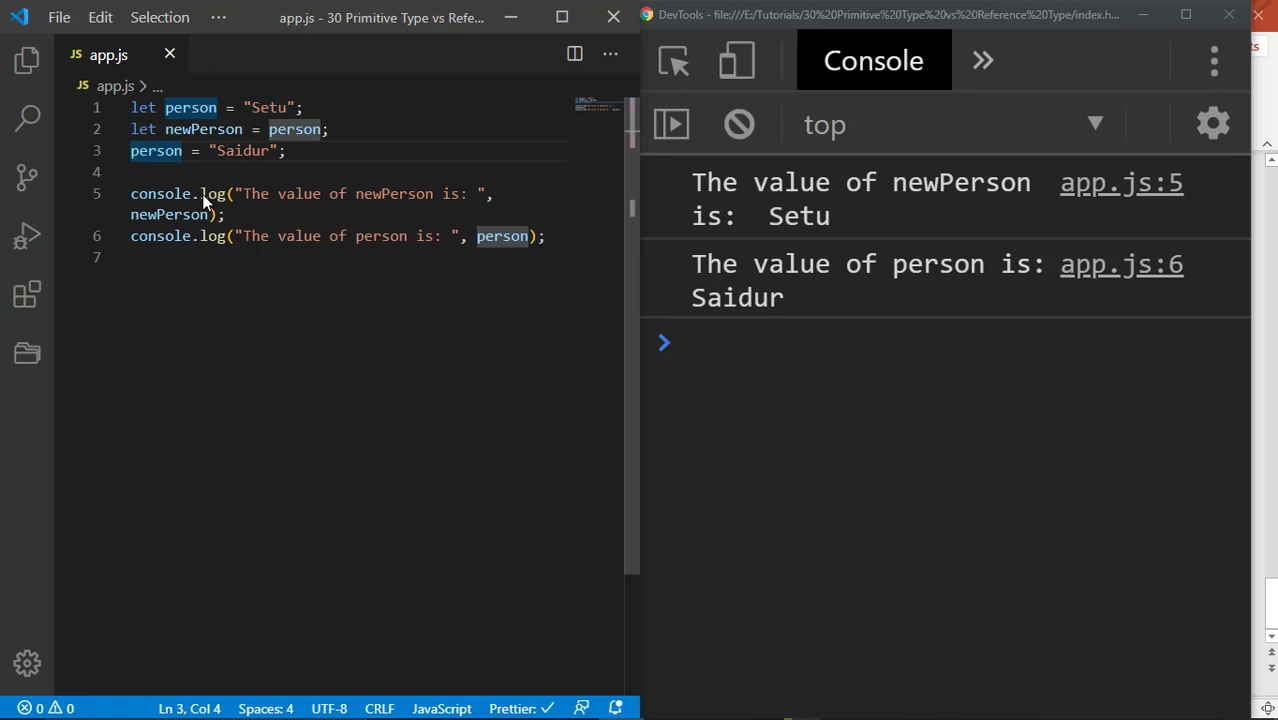 File Edit Selection ··· app.js - 30 Primitive Type vs Refe...
JS app.js
JS app.js > ...
1 let person = "Setu";
2 let newPerson = person;
3 person = "Saidur";
4
5 console.log("The value of newPerson is: ",
newPerson);
6 console.log("The value of person is: ", person);
7
0 0 Ln 3, Col 4 Spaces: 4 UTF-8 CRLF JavaScript Prettier: ✓
DevTools - file:///E:/Tutorials/30%20Primitive%20Type%20vs%20Reference%20Type/index.h...
Console »
top
The value of newPerson app.js:5
is:  Setu
The value of person is: app.js:6
Saidur
>
ts